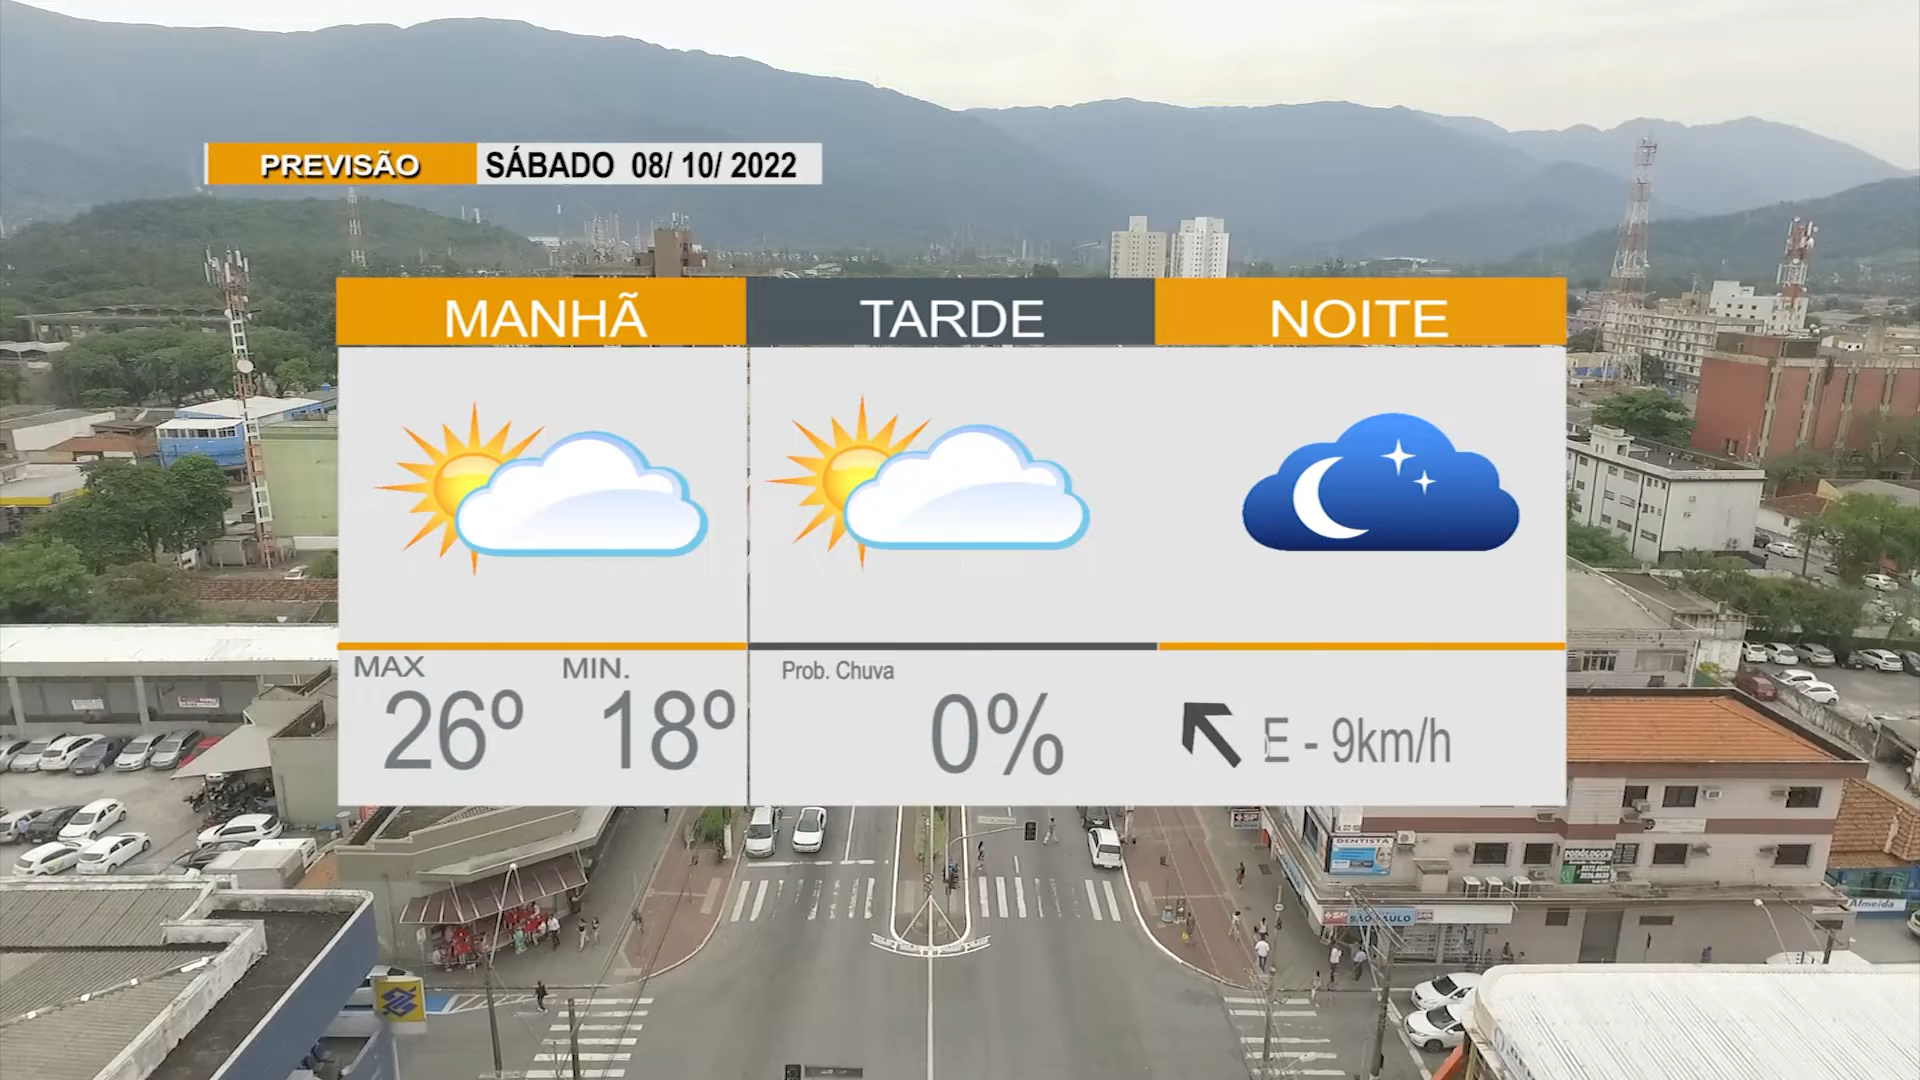 PREVISÃO SÁBADO 08/ 10/ 2022
MANHÃ TARDE NOITE
MAX MIN. Prob. Chuva
26º 18º 0% E - 9km/h
DENTISTA
SÃO PAULO
Almeida